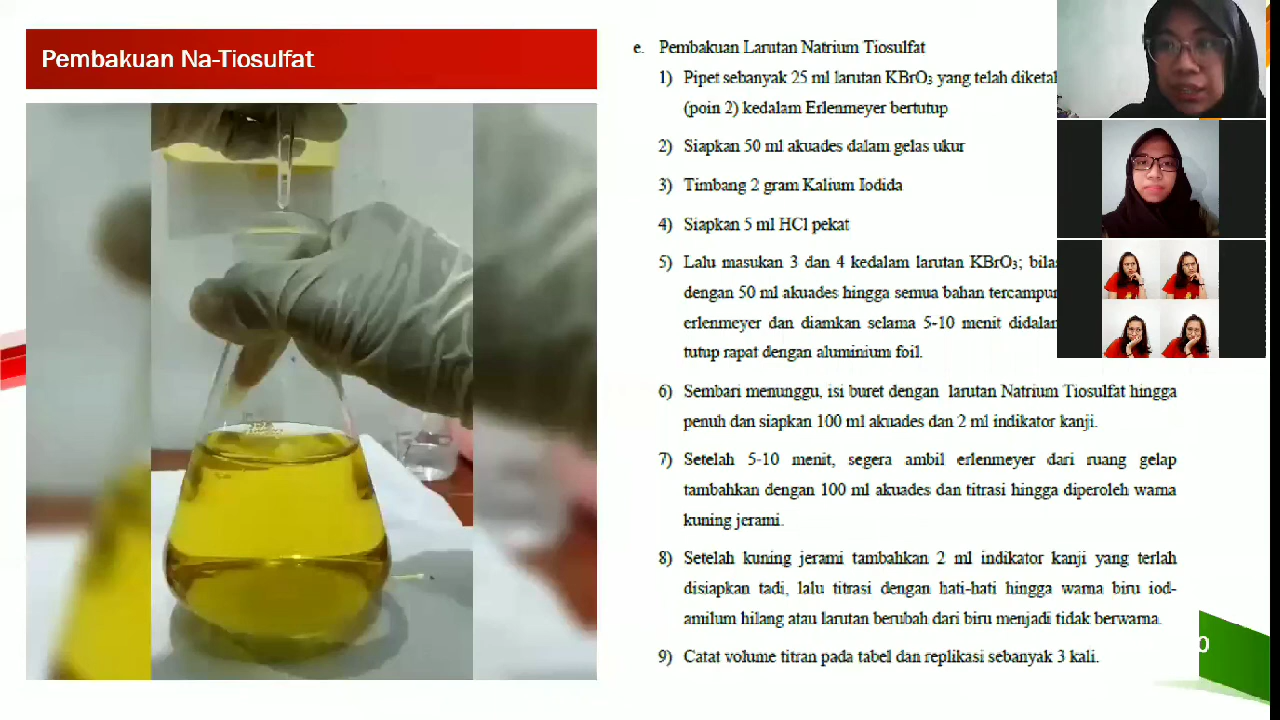 Pembakuan Na-Tiosulfat
e. Pembakuan Larutan Natrium Tiosulfat
1) Pipet sebanyak 25 ml larutan KBrO₃ yang telah
(poin 2) kedalam Erlenmeyer bertutup
2) Siapkan 50 ml akuades dalam gelas ukur
3) Timbang 2 gram Kalium Iodida
4) Siapkan 5 ml HCl pekat
5) Lalu masukan 3 dan 4 kedalam larutan KBrO₃;
dengan 50 ml akuades hingga semua bahan
erlenmeyer dan diamkan selama 5-10 menit
tutup rapat dengan aluminium foil.
6) Sembari menunggu, isi buret dengan larutan Natrium Tiosulfat hingga
penuh dan siapkan 100 ml akuades dan 2 ml indikator kanji.
7) Setelah 5-10 menit, segera ambil erlenmeyer dari ruang gelap
tambahkan dengan 100 ml akuades dan titrasi hingga diperoleh warna
kuning jerami.
8) Setelah kuning jerami tambahkan 2 ml indikator kanji yang terlah
disiapkan tadi, lalu titrasi dengan hati-hati hingga warna biru iod-
amilum hilang atau larutan berubah dari biru menjadi tidak berwarna.
9) Catat volume titran pada tabel dan replikasi sebanyak 3 kali.